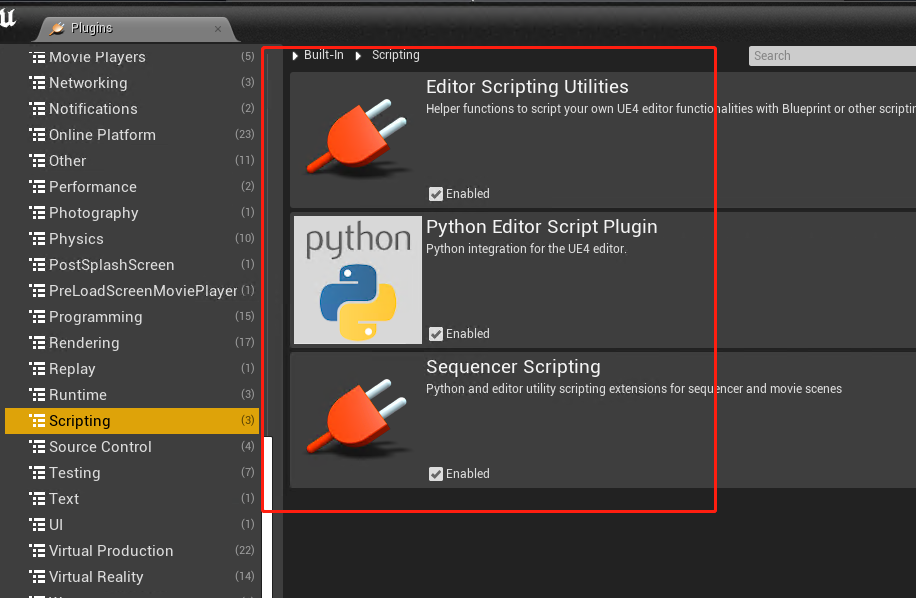 Plugins
Movie Players (5)
Networking (3)
Notifications (2)
Online Platform (23)
Other (11)
Performance (2)
Photography (1)
Physics (10)
PostSplashScreen (1)
PreLoadScreenMoviePlayer (1)
Programming (15)
Rendering (17)
Replay (1)
Runtime (3)
Scripting (3)
Source Control (4)
Testing (7)
Text (1)
UI (1)
Virtual Production (22)
Virtual Reality (14)
Built-In Scripting
Search
Editor Scripting Utilities
Helper functions to script your own UE4 editor functionalities with Blueprint or other scriptin
Enabled
python
Python Editor Script Plugin
Python integration for the UE4 editor.
Enabled
Sequencer Scripting
Python and editor utility scripting extensions for sequencer and movie scenes
Enabled